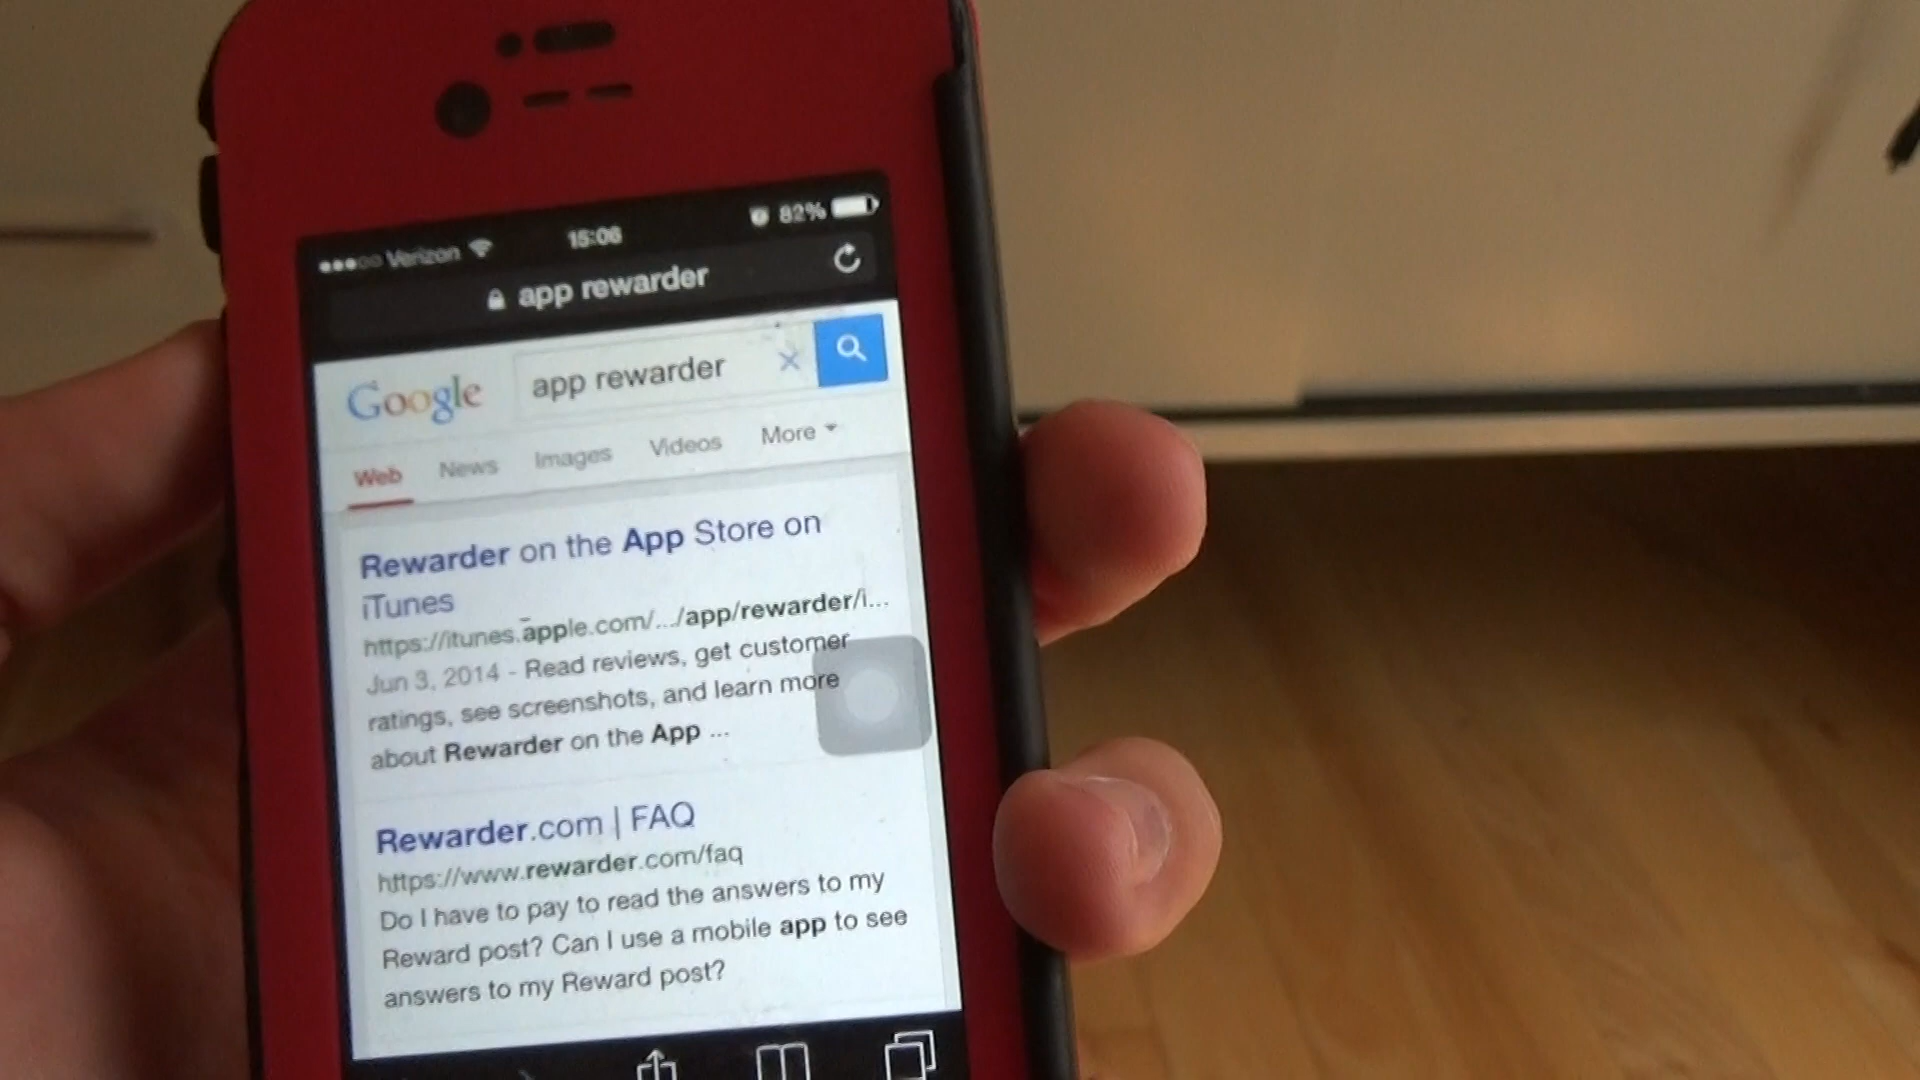 Verizon 15:06 82%
app rewarder
Google app rewarder
Web News Images Videos More
Rewarder on the App Store on
iTunes
https://itunes.apple.com/.../app/rewarder/i...
Jun 3, 2014 - Read reviews, get customer
ratings, see screenshots, and learn more
about Rewarder on the App ...
Rewarder.com | FAQ
https://www.rewarder.com/faq
Do I have to pay to read the answers to my
Reward post? Can I use a mobile app to see
answers to my Reward post?